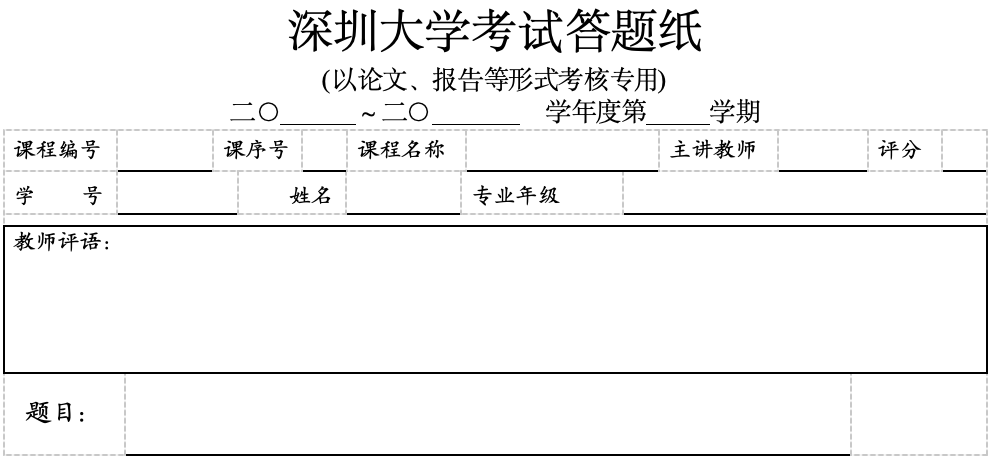 深圳大学考试答题纸
(以论文、报告等形式考核专用)
二〇______ ~ 二〇_______ 学年度第_____学期
课程编号 课序号 课程名称 主讲教师 评分
学 号 姓名 专业年级
教师评语：
题目：